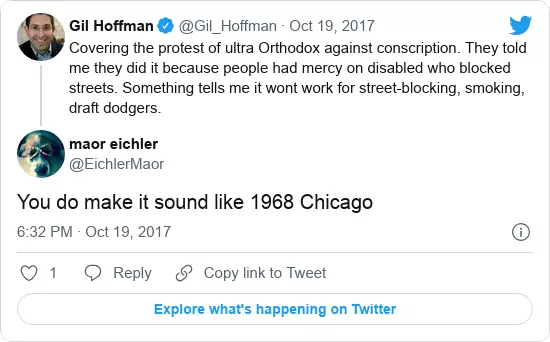 Gil Hoffman @Gil_Hoffman · Oct 19, 2017
Covering the protest of ultra Orthodox against conscription. They told
me they did it because people had mercy on disabled who blocked
streets. Something tells me it wont work for street-blocking, smoking,
draft dodgers.
maor eichler
@EichlerMaor
You do make it sound like 1968 Chicago
6:32 PM · Oct 19, 2017
1 Reply Copy link to Tweet
Explore what's happening on Twitter